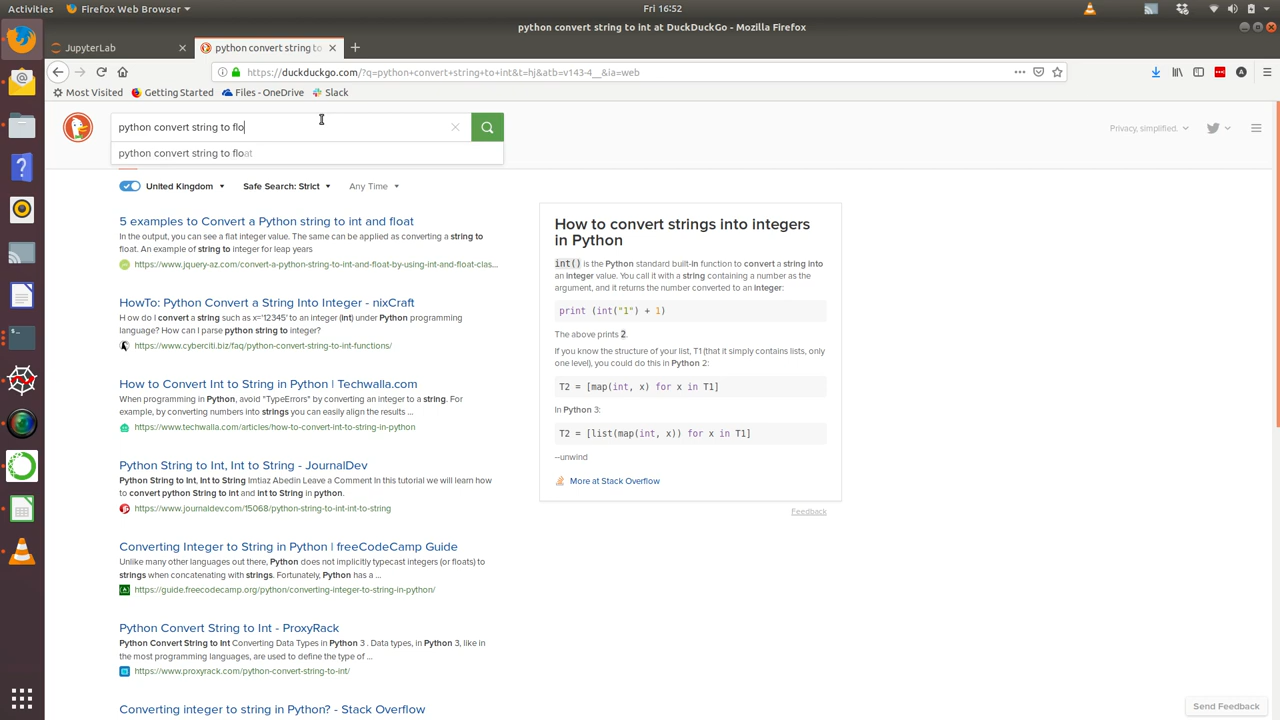 Activities
Firefox Web Browser
Fri 16:52
python convert string to int at DuckDuckGo - Mozilla Firefox
JupyterLab
python convert string to
https://duckduckgo.com/?q=python+convert+string+to+int&t=hj&atb=v143-4__&ia=web
Most Visited
Getting Started
Files - OneDrive
Slack
python convert string to flo
python convert string to float
Privacy, simplified.
United Kingdom
Safe Search: Strict
Any Time
5 examples to Convert a Python string to int and float
In the output, you can see a flat integer value. The same can be applied as converting a string to
float. An example of string to integer for leap years
https://www.jquery-az.com/convert-a-python-string-to-int-and-float-by-using-int-and-float-clas...
HowTo: Python Convert a String Into Integer - nixCraft
H ow do I convert a string such as x='12345' to an integer (int) under Python programming
language? How can I parse python string to integer?
https://www.cyberciti.biz/faq/python-convert-string-to-int-functions/
How to Convert Int to String in Python | Techwalla.com
When programming in Python, avoid "TypeErrors" by converting an integer to a string. For
example, by converting numbers into strings you can easily align the results ...
https://www.techwalla.com/articles/how-to-convert-int-to-string-in-python
Python String to Int, Int to String - JournalDev
Python String to Int, Int to String Imtiaz Abedin Leave a Comment In this tutorial we will learn how
to convert python String to int and int to String in python.
https://www.journaldev.com/15068/python-string-to-int-int-to-string
Converting Integer to String in Python | freeCodeCamp Guide
Unlike many other languages out there, Python does not implicitly typecast integers (or floats) to
strings when concatenating with strings. Fortunately, Python has a ...
https://guide.freecodecamp.org/python/converting-integer-to-string-in-python/
Python Convert String to Int - ProxyRack
Python Convert String to Int Converting Data Types in Python 3 . Data types, in Python 3, like in
the most programming languages, are used to define the type of ...
https://www.proxyrack.com/python-convert-string-to-int/
Converting integer to string in Python? - Stack Overflow
How to convert strings into integers
in Python
int() is the Python standard built-in function to convert a string into
an integer value. You call it with a string containing a number as the
argument, and it returns the number converted to an integer:
print (int("1") + 1)
The above prints 2.
If you know the structure of your list, T1 (that it simply contains lists, only
one level), you could do this in Python 2:
T2 = [map(int, x) for x in T1]
In Python 3:
T2 = [list(map(int, x)) for x in T1]
--unwind
More at Stack Overflow
Feedback
Send Feedback